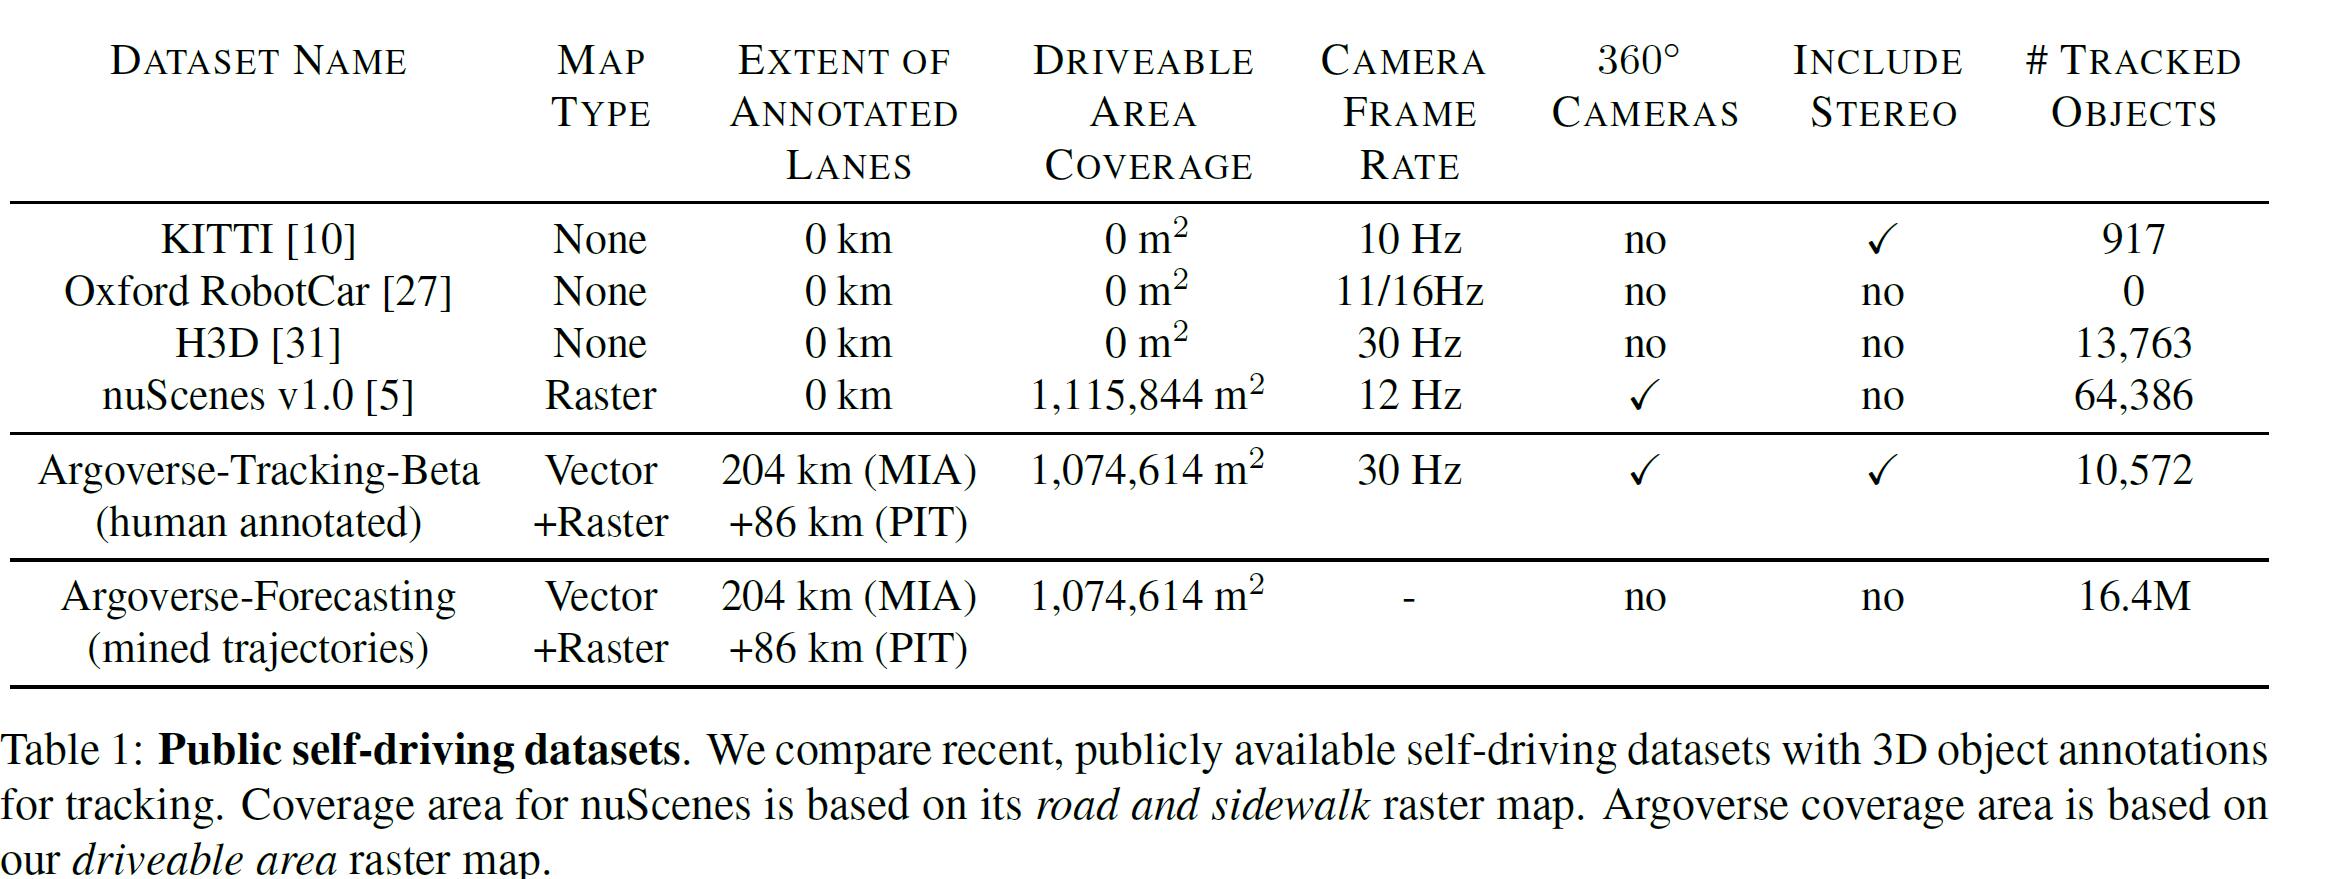 DATASET NAME MAP EXTENT OF DRIVEABLE CAMERA 360° INCLUDE # TRACKED
TYPE ANNOTATED AREA FRAME CAMERAS STEREO OBJECTS
LANES COVERAGE RATE
KITTI [10] None 0 km 0 m² 10 Hz no ✓ 917
Oxford RobotCar [27] None 0 km 0 m² 11/16Hz no no 0
H3D [31] None 0 km 0 m² 30 Hz no no 13,763
nuScenes v1.0 [5] Raster 0 km 1,115,844 m² 12 Hz ✓ no 64,386
Argoverse-Tracking-Beta Vector 204 km (MIA) 1,074,614 m² 30 Hz ✓ ✓ 10,572
(human annotated) +Raster +86 km (PIT)
Argoverse-Forecasting Vector 204 km (MIA) 1,074,614 m² - no no 16.4M
(mined trajectories) +Raster +86 km (PIT)
Table 1: Public self-driving datasets. We compare recent, publicly available self-driving datasets with 3D object annotations
for tracking. Coverage area for nuScenes is based on its road and sidewalk raster map. Argoverse coverage area is based on
our driveable area raster map.